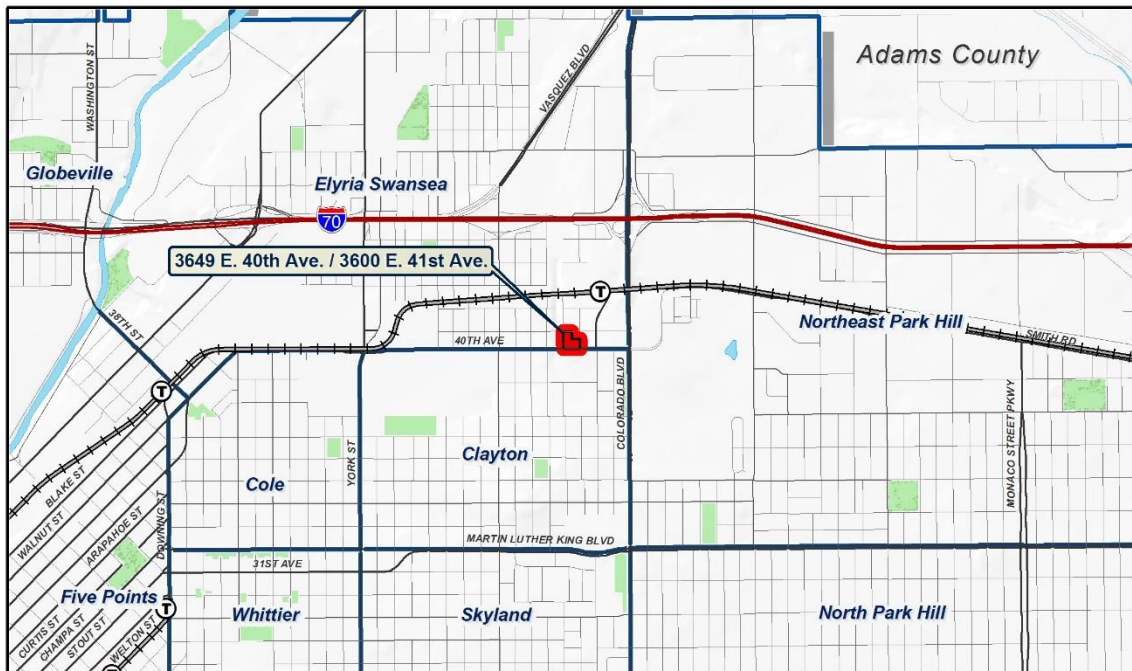 WASHINGTON ST
VASQUEZ BLVD
Adams County
Globeville
Elyria Swansea
70
3649 E. 40th Ave. / 3600 E. 41st Ave.
T
38TH ST
40TH AVE
Northeast Park Hill
SMITH RD
T
COLORADO BLVD
MONACO STREET PKWY
YORK ST
Clayton
Cole
BLAKE ST
WALNUT ST
ARAPAHOE ST
DOWNING ST
MARTIN LUTHER KING BLVD
31ST AVE
Five Points
T
Whittier
Skyland
North Park Hill
CURTIS ST
CHAMPA ST
STOUT ST
WELTON ST